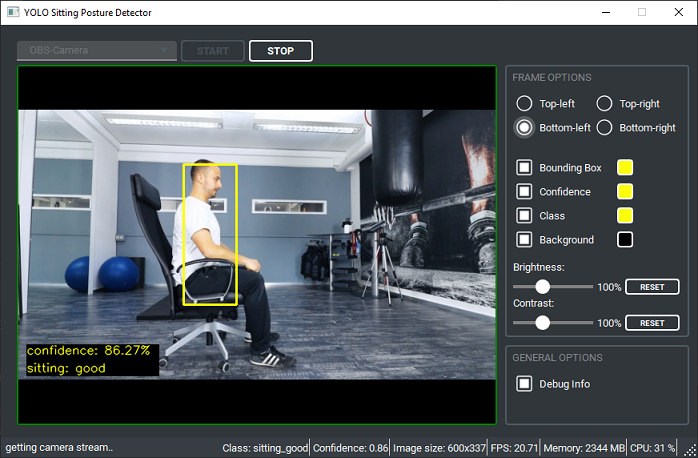 YOLO Sitting Posture Detector
OBS-Camera
START
STOP
FRAME OPTIONS
Top-left
Top-right
Bottom-left
Bottom-right
Bounding Box
Confidence
Class
Background
Brightness:
100%
RESET
Contrast:
100%
RESET
GENERAL OPTIONS
Debug Info
confidence: 86.27%
sitting: good
getting camera stream..
Class: sitting_good
Confidence: 0.86
Image size: 600x337
FPS: 20.71
Memory: 2344 MB
CPU: 31 %